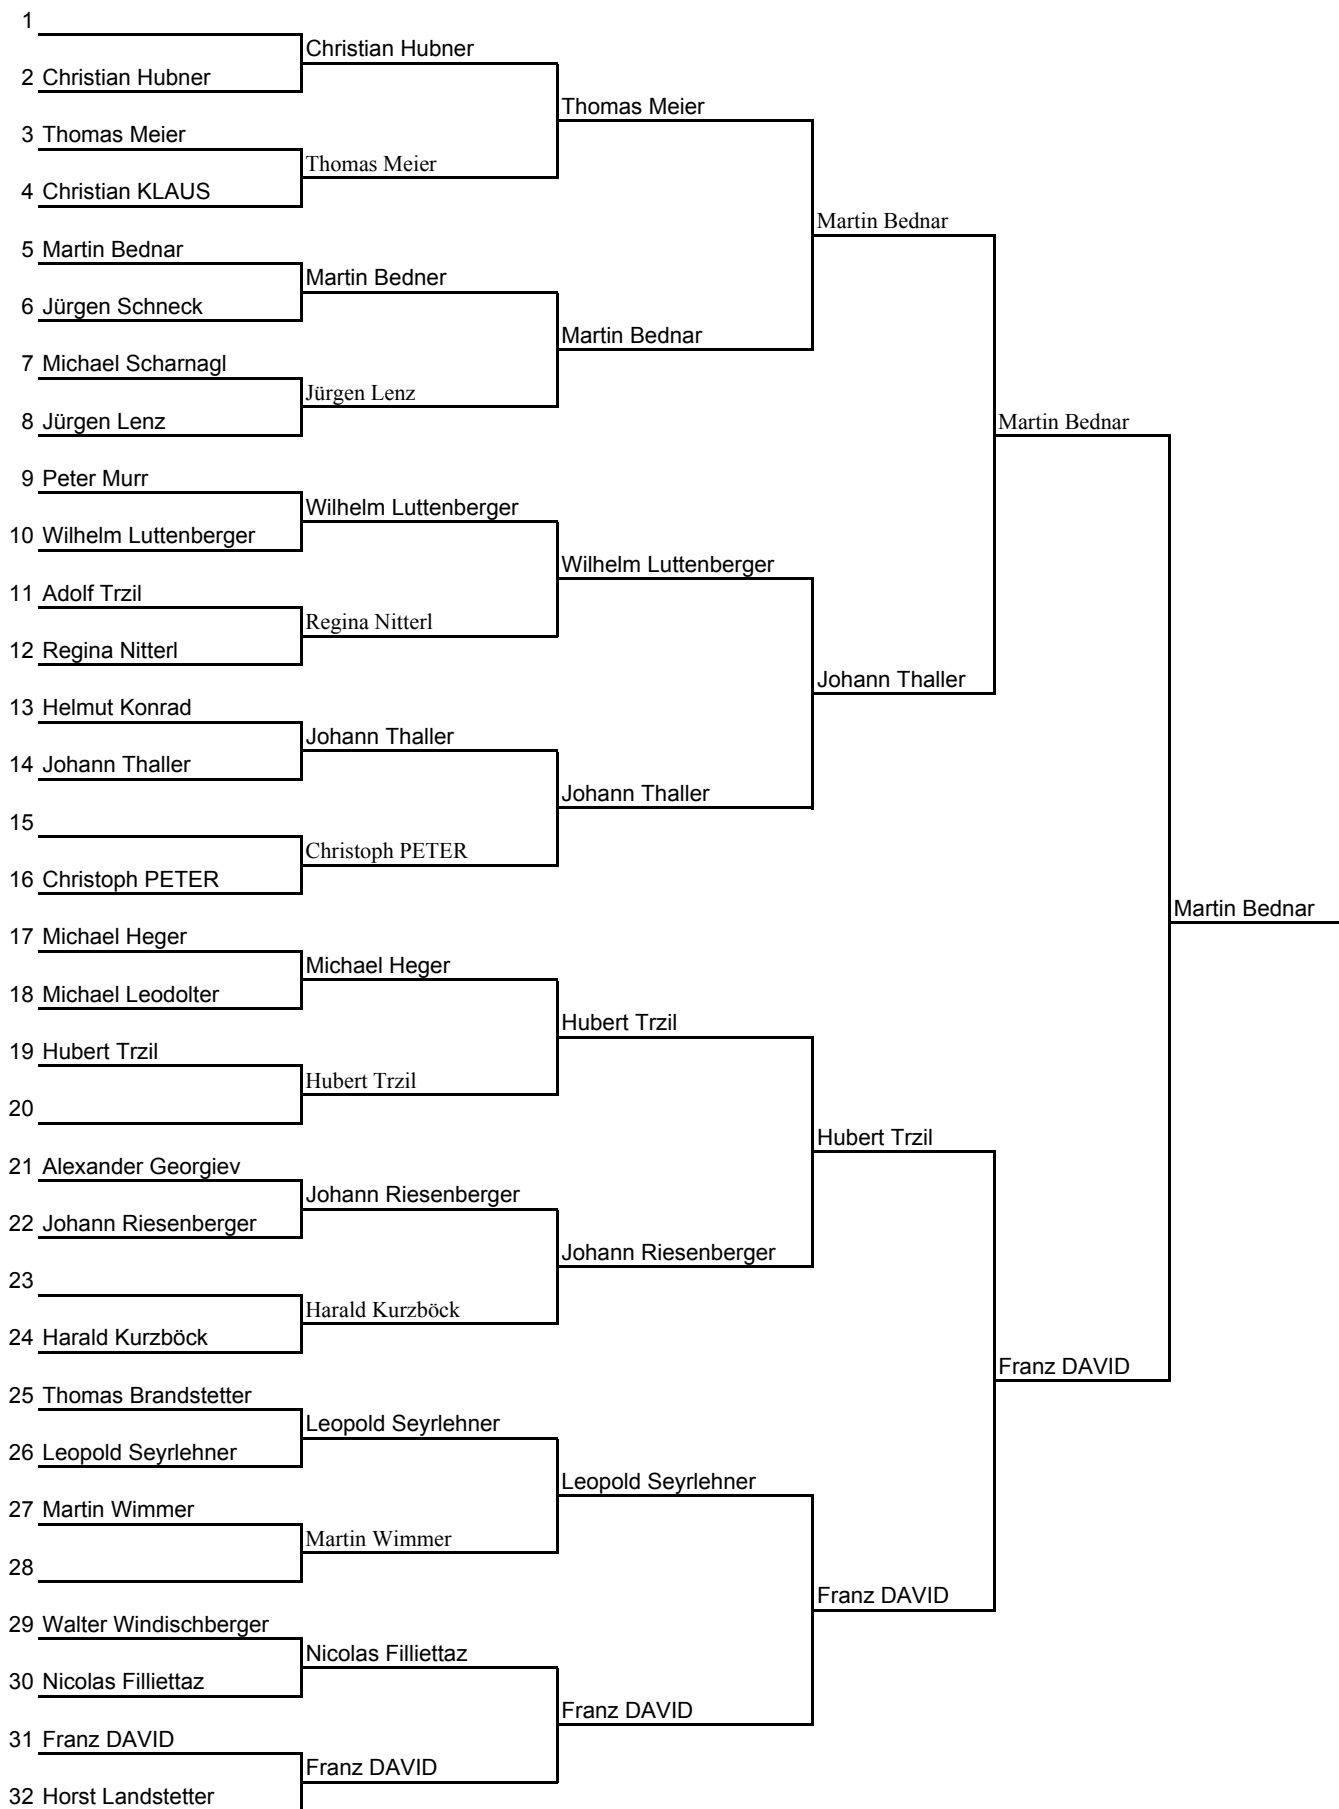 1
Christian Hubner
2 Christian Hubner
Thomas Meier
3 Thomas Meier
Thomas Meier
4 Christian KLAUS
Martin Bednar
5 Martin Bednar
Martin Bedner
6 Jürgen Schneck
Martin Bednar
7 Michael Scharnagl
Jürgen Lenz
8 Jürgen Lenz
Martin Bednar
9 Peter Murr
Wilhelm Luttenberger
10 Wilhelm Luttenberger
Wilhelm Luttenberger
11 Adolf Trzil
Regina Nitterl
12 Regina Nitterl
Johann Thaller
13 Helmut Konrad
Johann Thaller
14 Johann Thaller
Johann Thaller
15
Christoph PETER
16 Christoph PETER
Martin Bednar
17 Michael Heger
Michael Heger
18 Michael Leodolter
Hubert Trzil
19 Hubert Trzil
Hubert Trzil
20
Hubert Trzil
21 Alexander Georgiev
Johann Riesenberger
22 Johann Riesenberger
Johann Riesenberger
23
Harald Kurzböck
24 Harald Kurzböck
Franz DAVID
25 Thomas Brandstetter
Leopold Seyrlehner
26 Leopold Seyrlehner
Leopold Seyrlehner
27 Martin Wimmer
Martin Wimmer
28
Franz DAVID
29 Walter Windischberger
Nicolas Filliettaz
30 Nicolas Filliettaz
Franz DAVID
31 Franz DAVID
Franz DAVID
32 Horst Landstetter